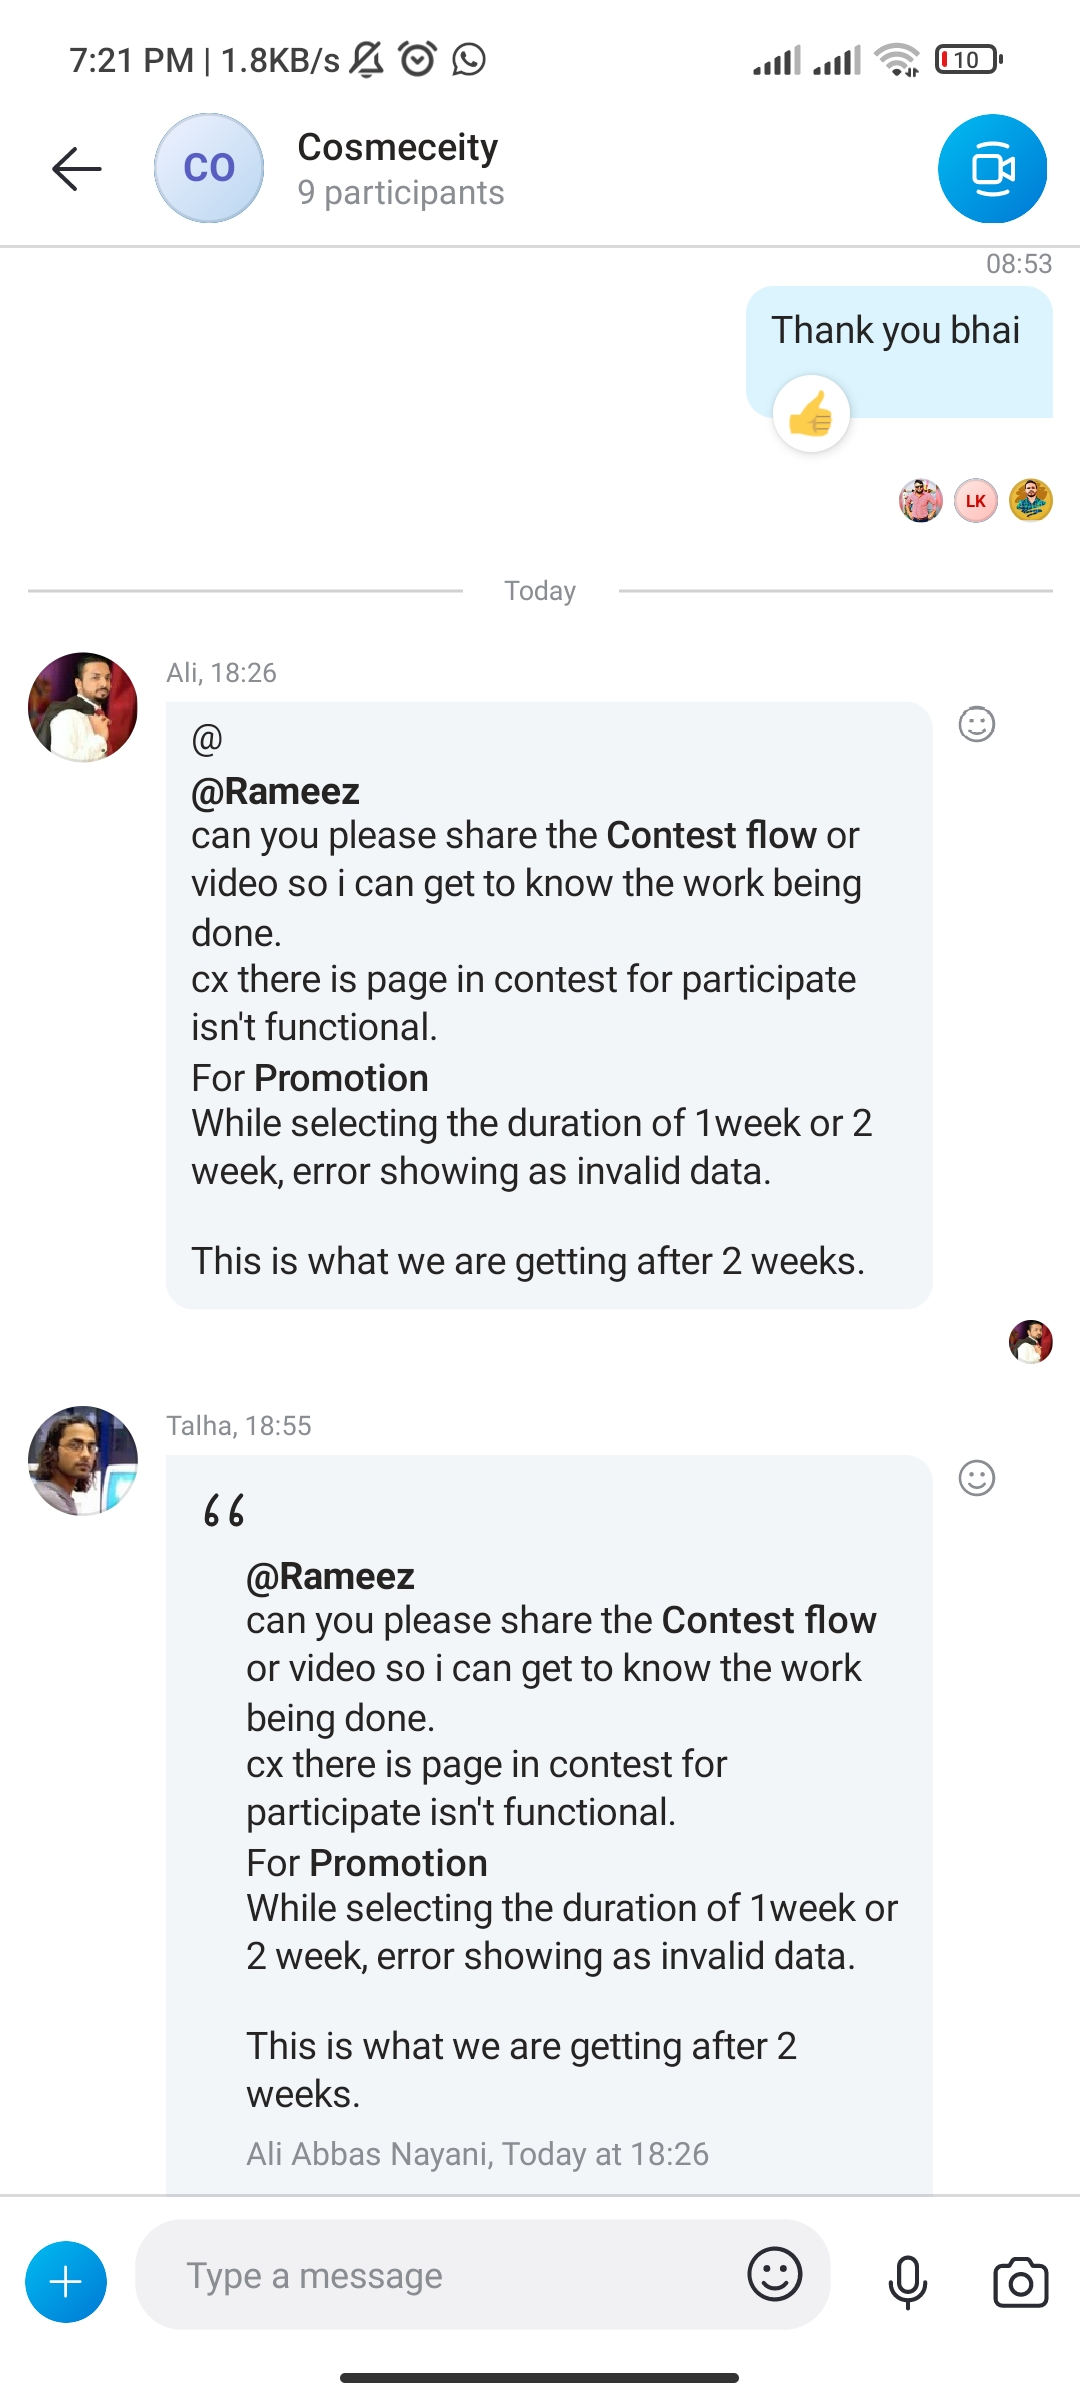 7:21 PM | 1.8KB/s
10
CO
Cosmeceity
9 participants
08:53
Thank you bhai
LK
Today
Ali, 18:26
@
@Rameez
can you please share the Contest flow or
video so i can get to know the work being
done.
cx there is page in contest for participate
isn't functional.
For Promotion
While selecting the duration of 1week or 2
week, error showing as invalid data.
This is what we are getting after 2 weeks.
Talha, 18:55
@Rameez
can you please share the Contest flow
or video so i can get to know the work
being done.
cx there is page in contest for
participate isn't functional.
For Promotion
While selecting the duration of 1week or
2 week, error showing as invalid data.
This is what we are getting after 2
weeks.
Ali Abbas Nayani, Today at 18:26
Type a message